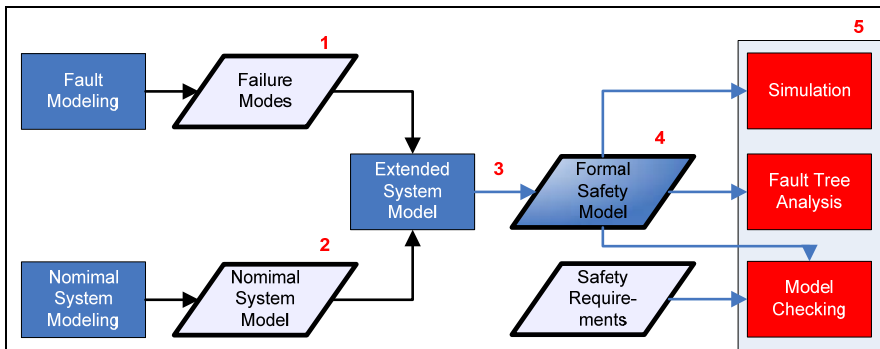 1
5
Fault
Modeling
Failure
Modes
Simulation
Extended
System
Model
3
4
Formal
Safety
Model
Fault Tree
Analysis
2
Nomimal
System
Modeling
Nomimal
System
Model
Safety
Require-
ments
Model
Checking